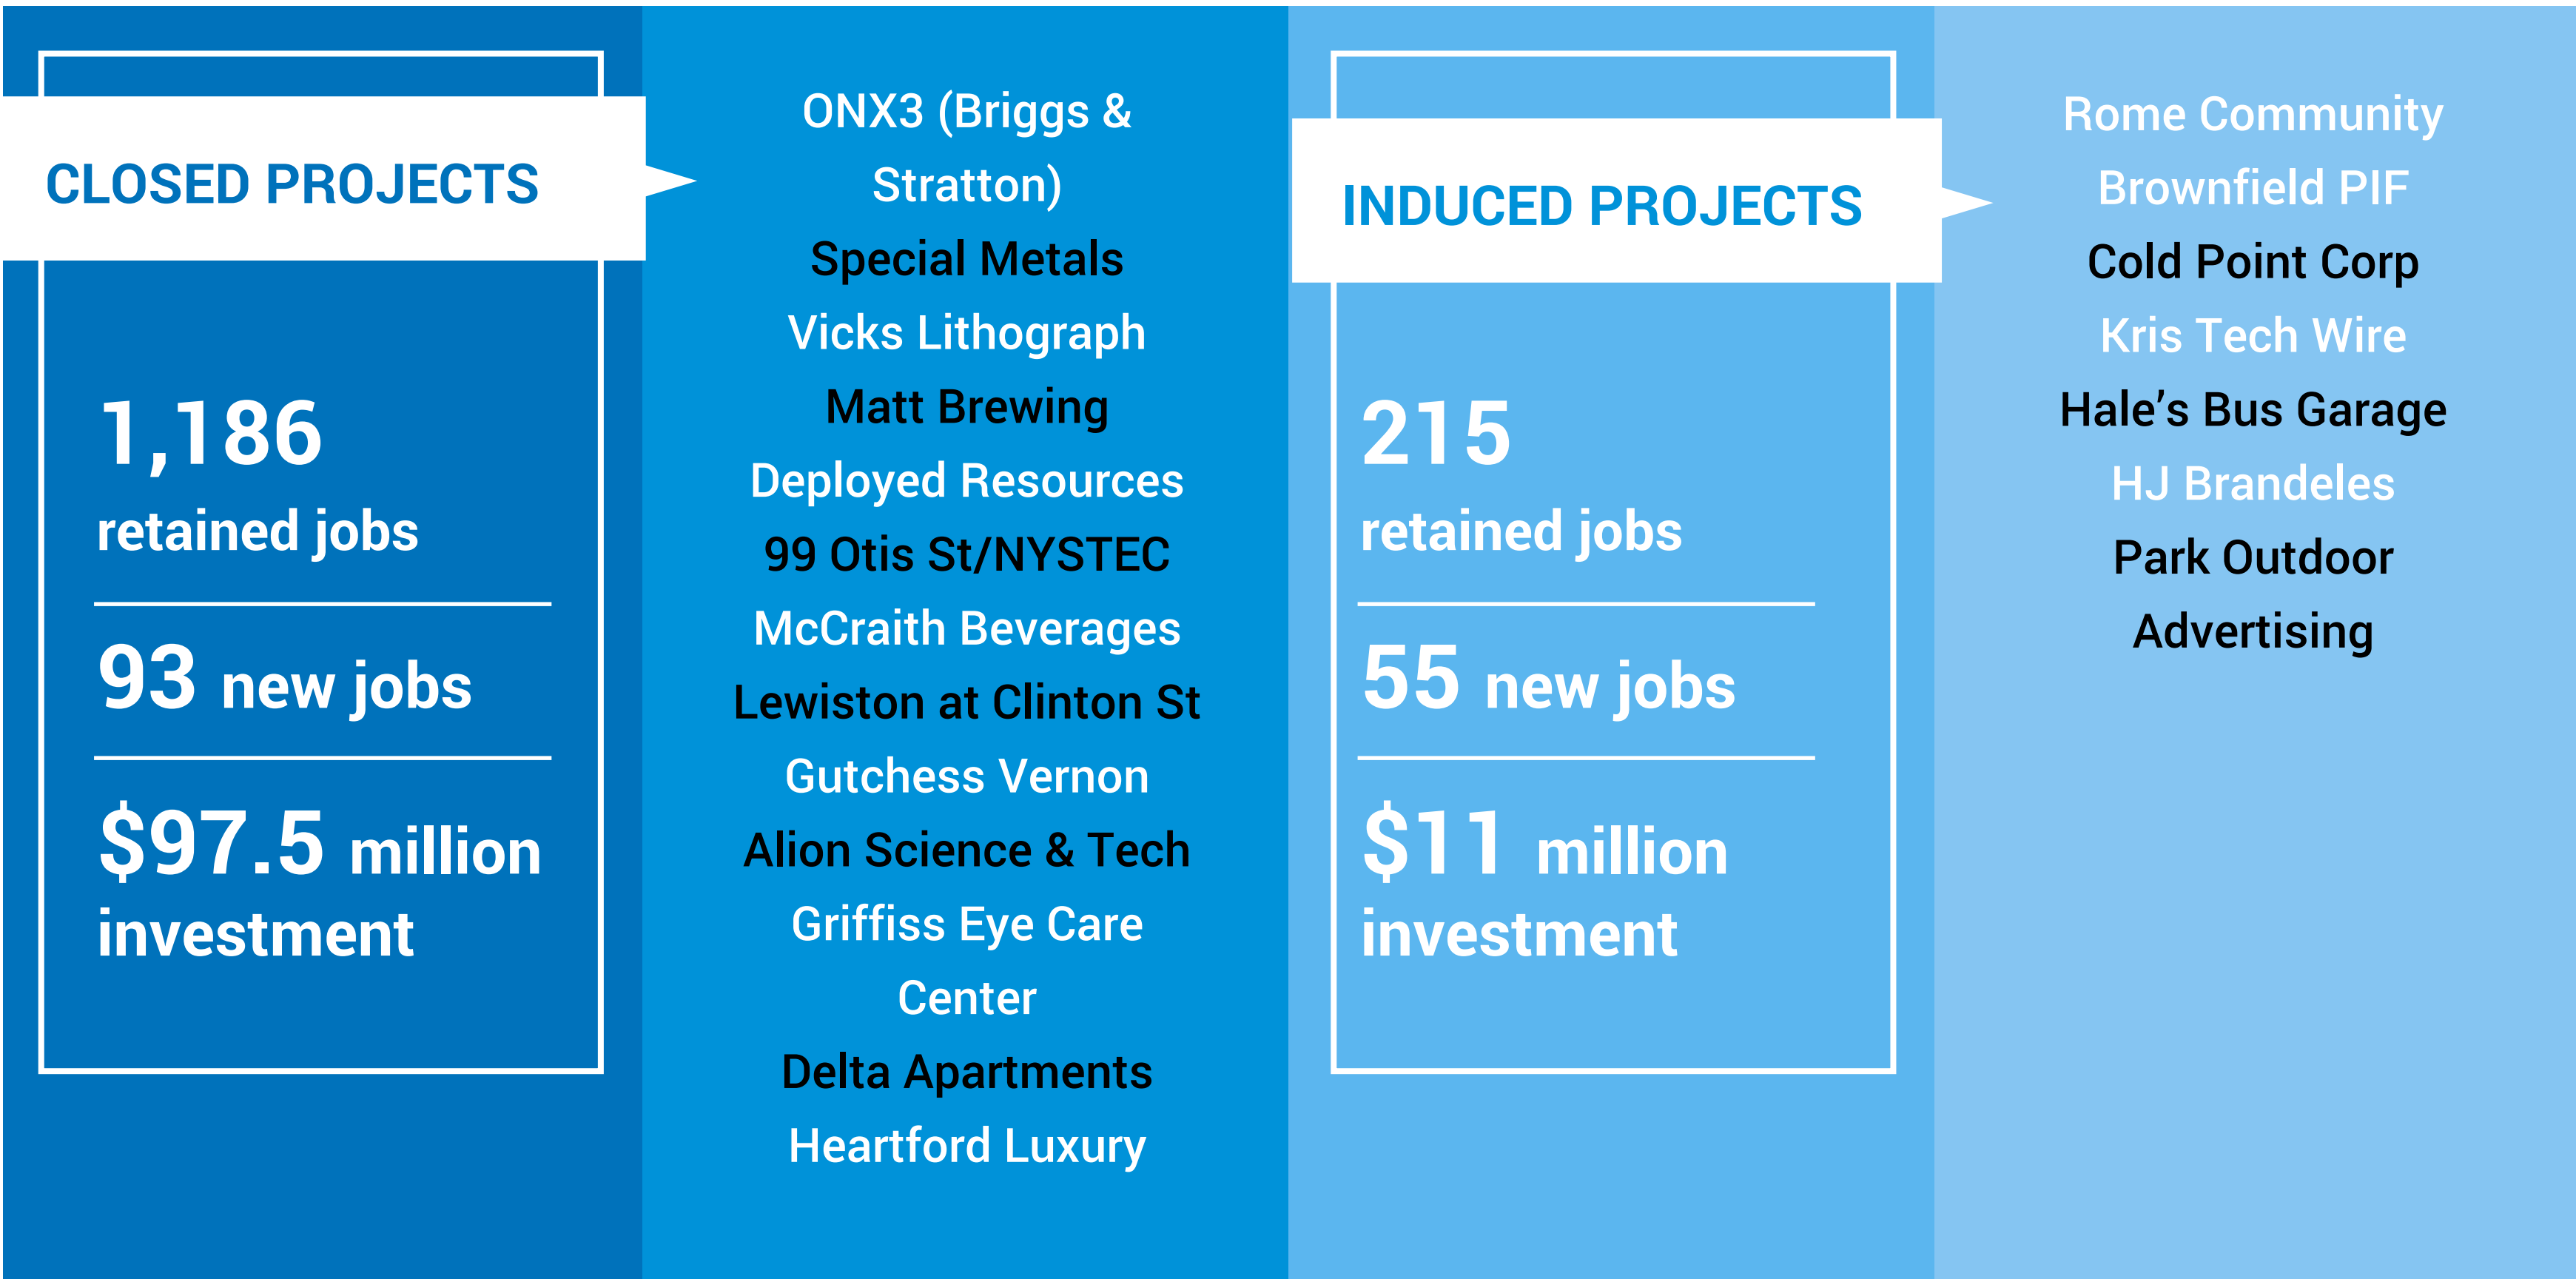 CLOSED PROJECTS
1,186
retained jobs
93 new jobs
$97.5 million
investment
ONX3 (Briggs &
Stratton)
Special Metals
Vicks Lithograph
Matt Brewing
Deployed Resources
99 Otis St/NYSTEC
McCraith Beverages
Lewiston at Clinton St
Gutchess Vernon
Alion Science & Tech
Griffiss Eye Care
Center
Delta Apartments
Heartford Luxury
INDUCED PROJECTS
215
retained jobs
55 new jobs
$11 million
investment
Rome Community
Brownfield PIF
Cold Point Corp
Kris Tech Wire
Hale’s Bus Garage
HJ Brandeles
Park Outdoor
Advertising